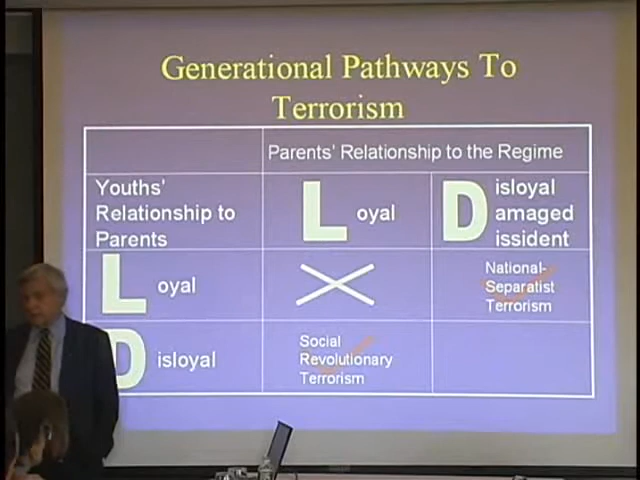 Generational Pathways To
Terrorism
Parents' Relationship to the Regime
Youths'
Relationship to
Parents
Loyal
Disloyal
Damaged
Dissident
Loyal
National-
Separatist
Terrorism
Disloyal
Social
Revolutionary
Terrorism